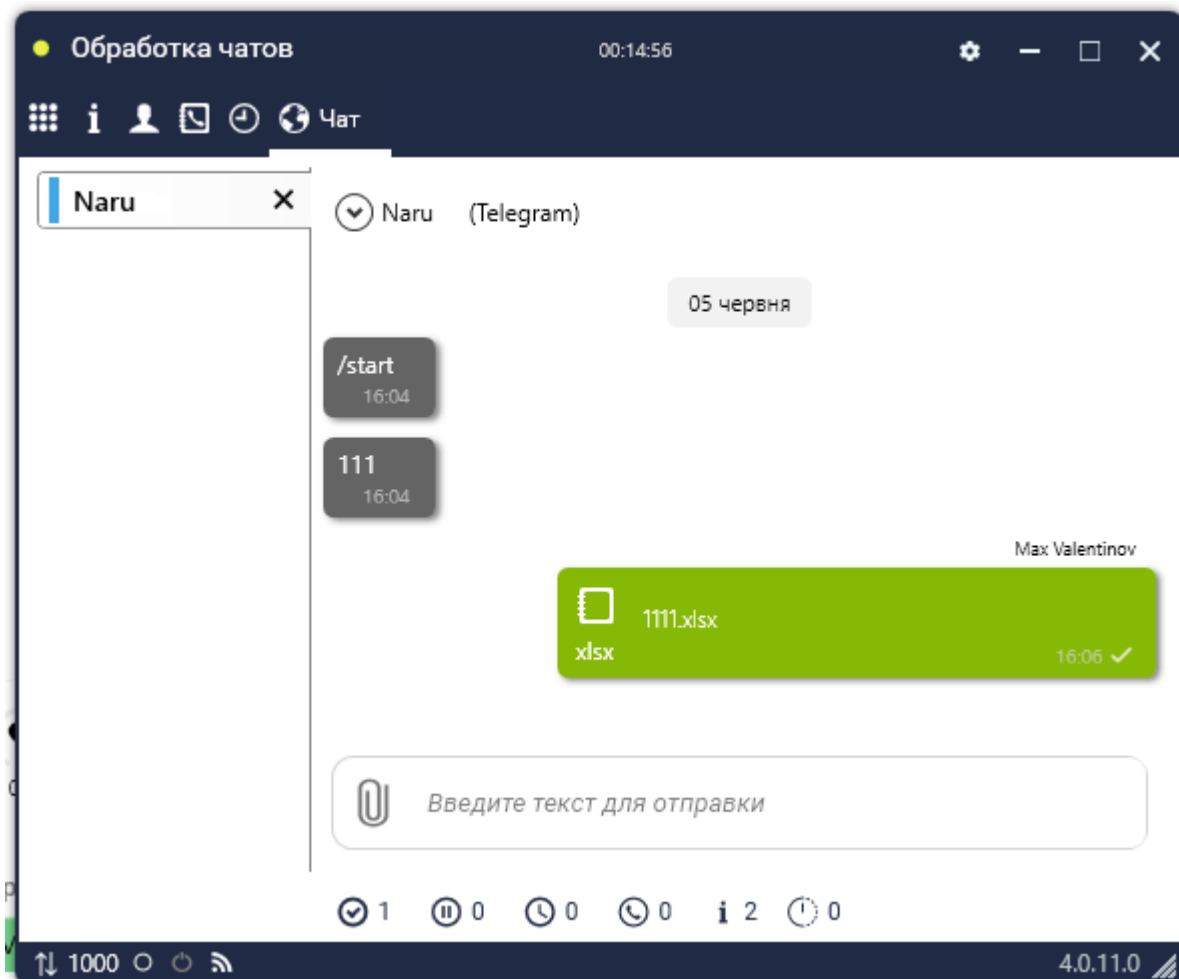 Обработка чатов 00:14:56
Чат
Naru
Naru (Telegram)
05 червня
/start
16:04
111
16:04
Max Valentinov
1111.xlsx
xlsx
16:06
Введите текст для отправки
1 0 0 0 2 0
1000 4.0.11.0